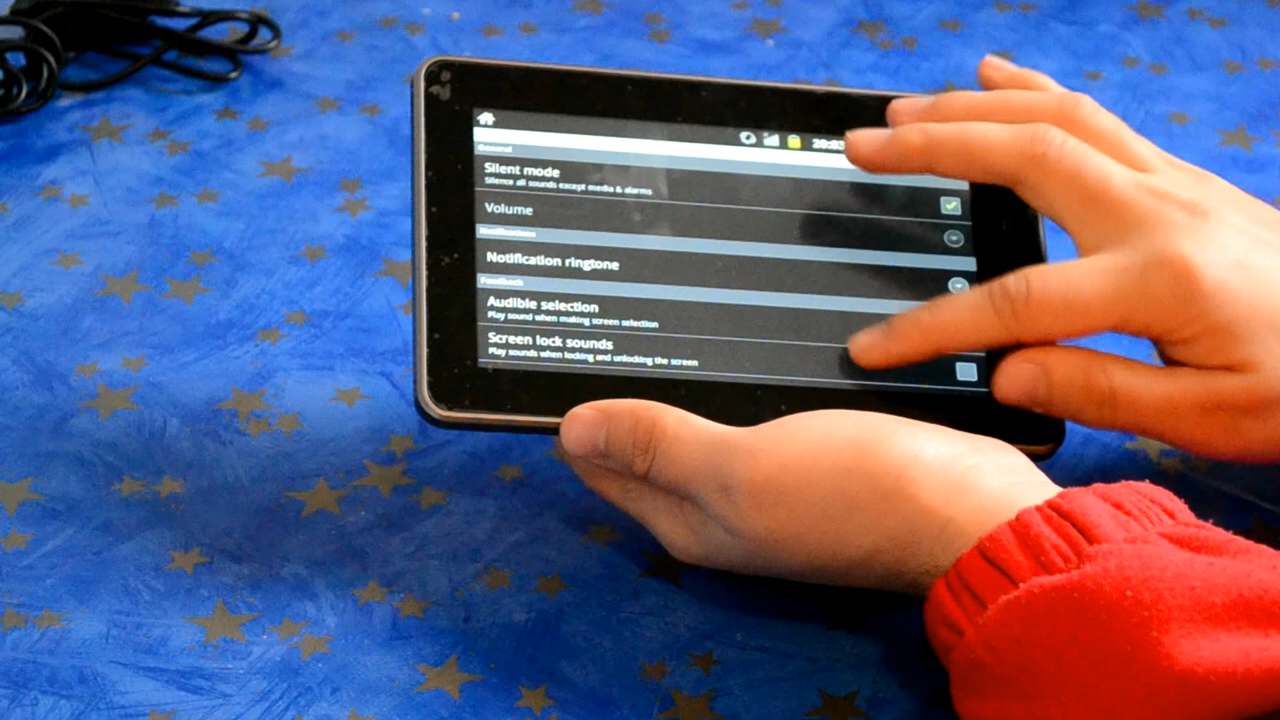 General
Silent mode
Silence all sounds except media & alarms
Volume
Notifications
Notification ringtone
Feedback
Audible selection
Play sound when making screen selection
Screen lock sounds
Play sounds when locking and unlocking the screen